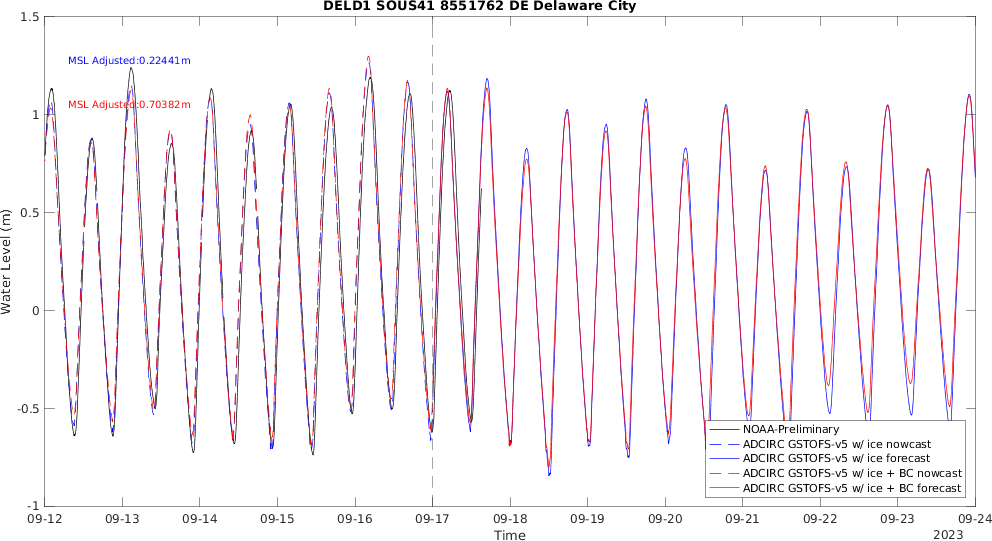 DELD1 SOUS41 8551762 DE Delaware City
MSL Adjusted:0.22441m
MSL Adjusted:0.70382m
Water Level (m)
1.5
1
0.5
0
-0.5
-1
NOAA-Preliminary
ADCIRC GSTOFS-v5 w/ ice nowcast
ADCIRC GSTOFS-v5 w/ ice forecast
ADCIRC GSTOFS-v5 w/ ice + BC nowcast
ADCIRC GSTOFS-v5 w/ ice + BC forecast
09-12 09-13 09-14 09-15 09-16 09-17 09-18 09-19 09-20 09-21 09-22 09-23 09-24
Time
2023